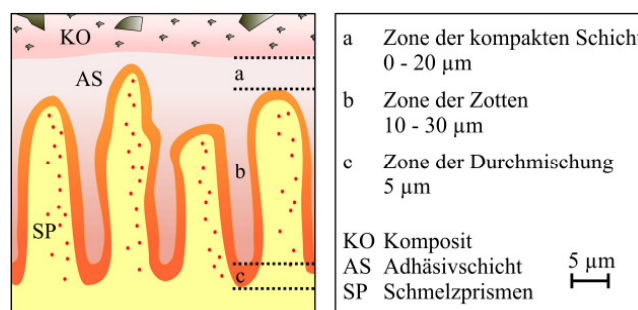 KO
AS
a
b
SP
c
a Zone der kompakten Schicht
0 - 20 µm
b Zone der Zotten
10 - 30 µm
c Zone der Durchmischung
5 µm
KO Komposit
AS Adhäsivschicht
SP Schmelzprismen
5 µm